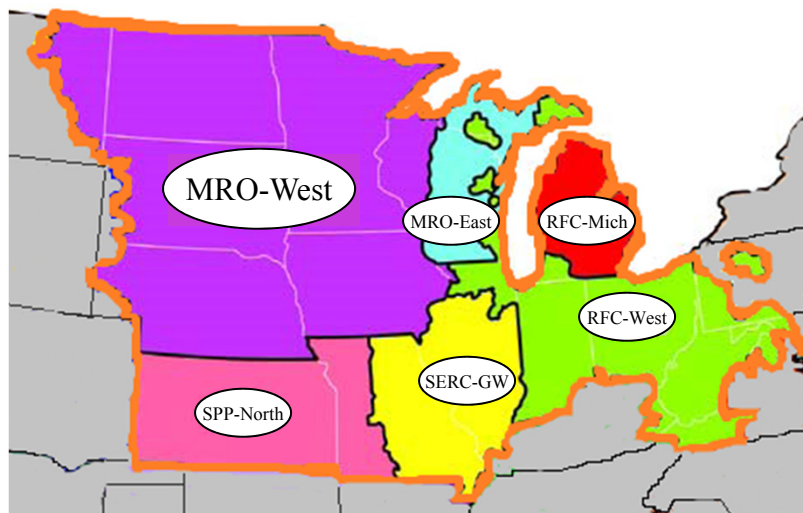 MRO-West
MRO-East
RFC-Mich
RFC-West
SERC-GW
SPP-North